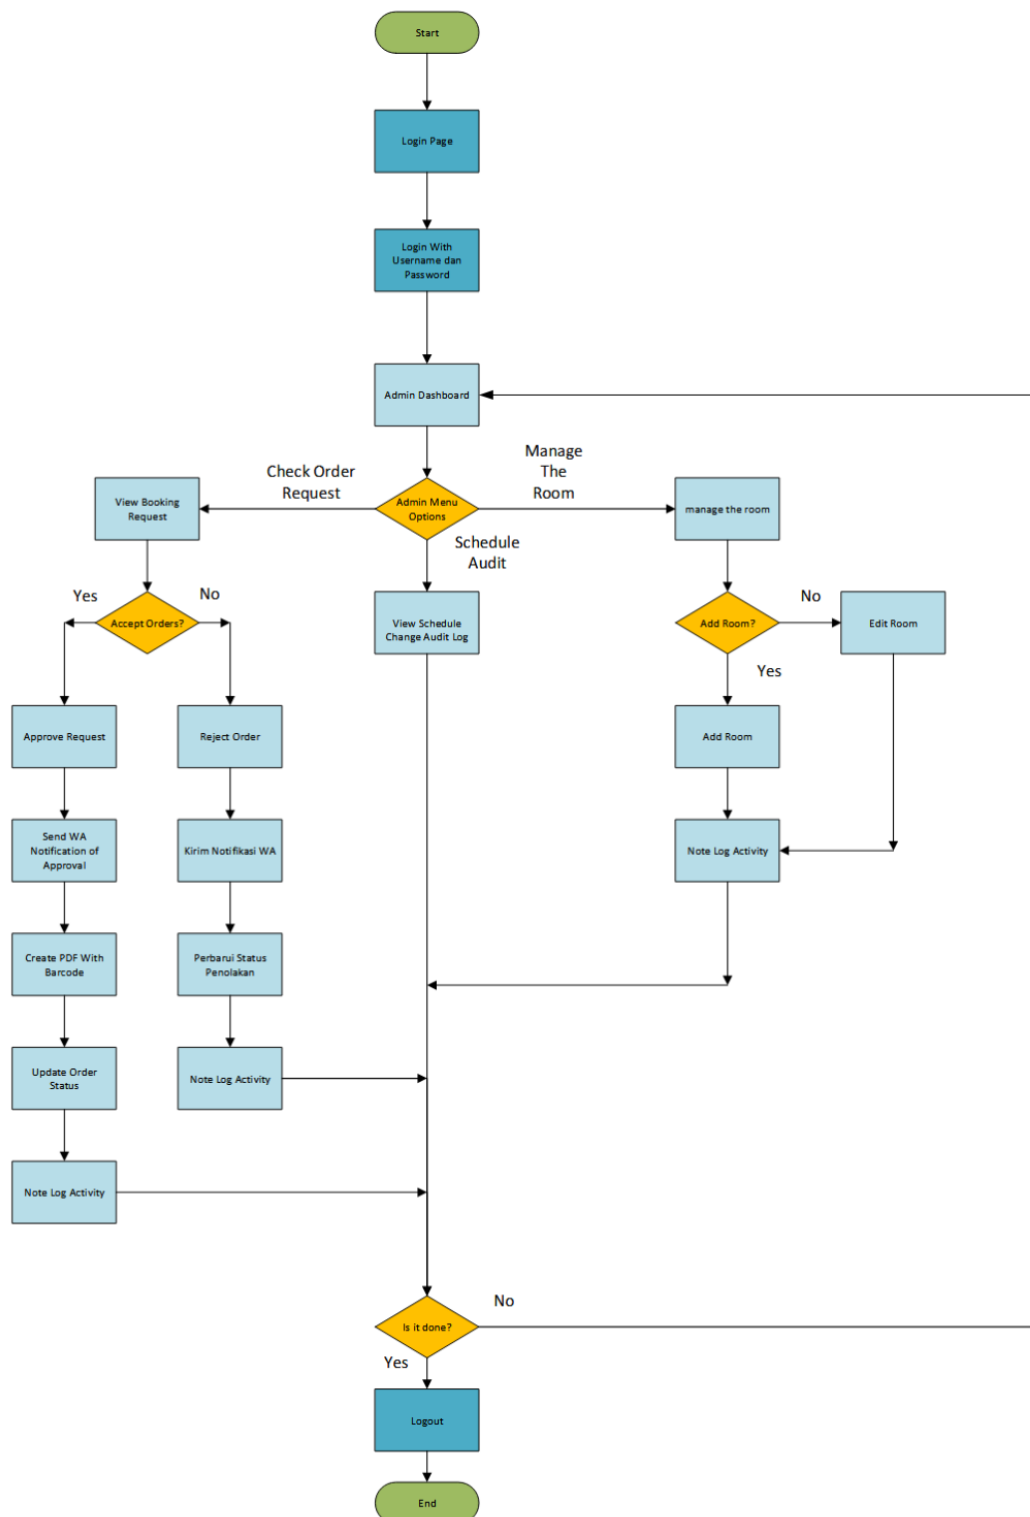 Start
Login Page
Login With
Username dan
Password
Admin Dashboard
Manage
The
Room
Check Order
Request
View Booking
Request
Admin Menu
Options
manage the room
Schedule
Audit
Yes
No
Accept Orders?
View Schedule
Change Audit Log
Add Room?
No
Edit Room
Yes
Approve Request
Reject Order
Add Room
Send WA
Notification of
Approval
Kirim Notifikasi WA
Note Log Activity
Create PDF With
Barcode
Perbarui Status
Penolakan
Update Order
Status
Note Log Activity
Note Log Activity
No
Is it done?
Yes
Logout
End